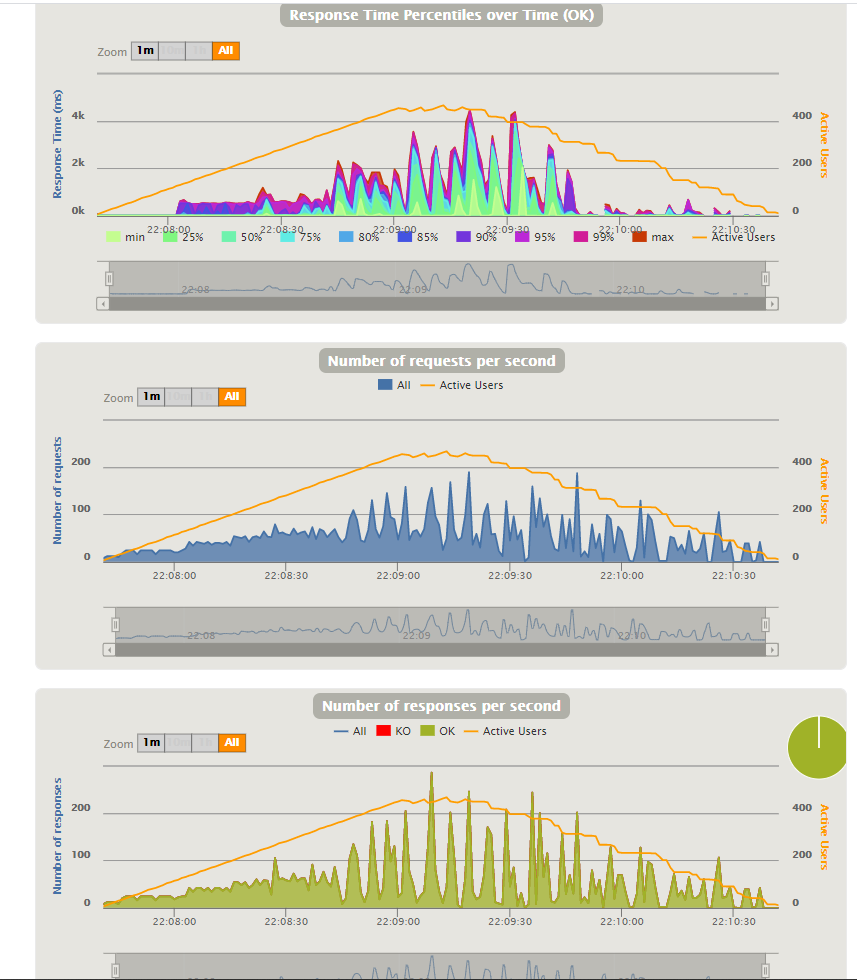 Response Time Percentiles over Time (OK)
Zoom 1m 10m 1h All
Response Time (ms)
4k
2k
0k
400
200
0
Active Users
22:08:00 22:08:30 22:09:00 22:09:30 22:10:00 22:10:30
min 25% 50% 75% 80% 85% 90% 95% 99% max Active Users
22:08 22:09 22:10
Number of requests per second
All Active Users
Zoom 1m 10m 1h All
Number of requests
200
100
0
400
200
0
Active Users
22:08:00 22:08:30 22:09:00 22:09:30 22:10:00 22:10:30
22:08 22:09 22:10
Number of responses per second
All KO OK Active Users
Zoom 1m 10m 1h All
Number of responses
200
100
0
400
200
0
Active Users
22:08:00 22:08:30 22:09:00 22:09:30 22:10:00 22:10:30